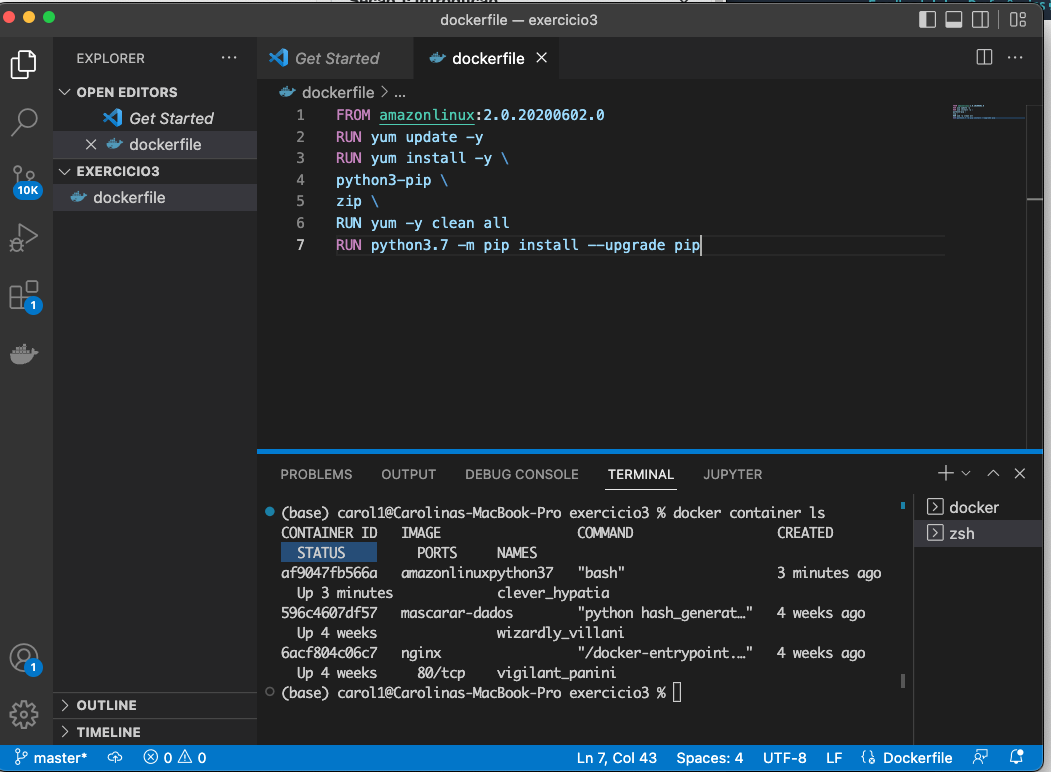 dockerfile — exercicio3
EXPLORER
Get Started
dockerfile
OPEN EDITORS
Get Started
dockerfile
EXERCICIO3
dockerfile
10K
1
1
OUTLINE
TIMELINE
dockerfile > ...
1 FROM amazonlinux:2.0.20200602.0
2 RUN yum update -y
3 RUN yum install -y \
4 python3-pip \
5 zip \
6 RUN yum -y clean all
7 RUN python3.7 -m pip install --upgrade pip
PROBLEMS OUTPUT DEBUG CONSOLE TERMINAL JUPYTER
(base) carol1@Carolinas-MacBook-Pro exercicio3 % docker container ls
CONTAINER ID IMAGE COMMAND CREATED
STATUS PORTS NAMES
af9047fb566a amazonlinuxpython37 "bash" 3 minutes ago
Up 3 minutes clever_hypatia
596c4607df57 mascarar-dados "python hash_generat…" 4 weeks ago
Up 4 weeks wizardly_villani
6acf804c06c7 nginx "/docker-entrypoint.…" 4 weeks ago
Up 4 weeks 80/tcp vigilant_panini
(base) carol1@Carolinas-MacBook-Pro exercicio3 %
docker
zsh
master* 0 0 Ln 7, Col 43 Spaces: 4 UTF-8 LF Dockerfile